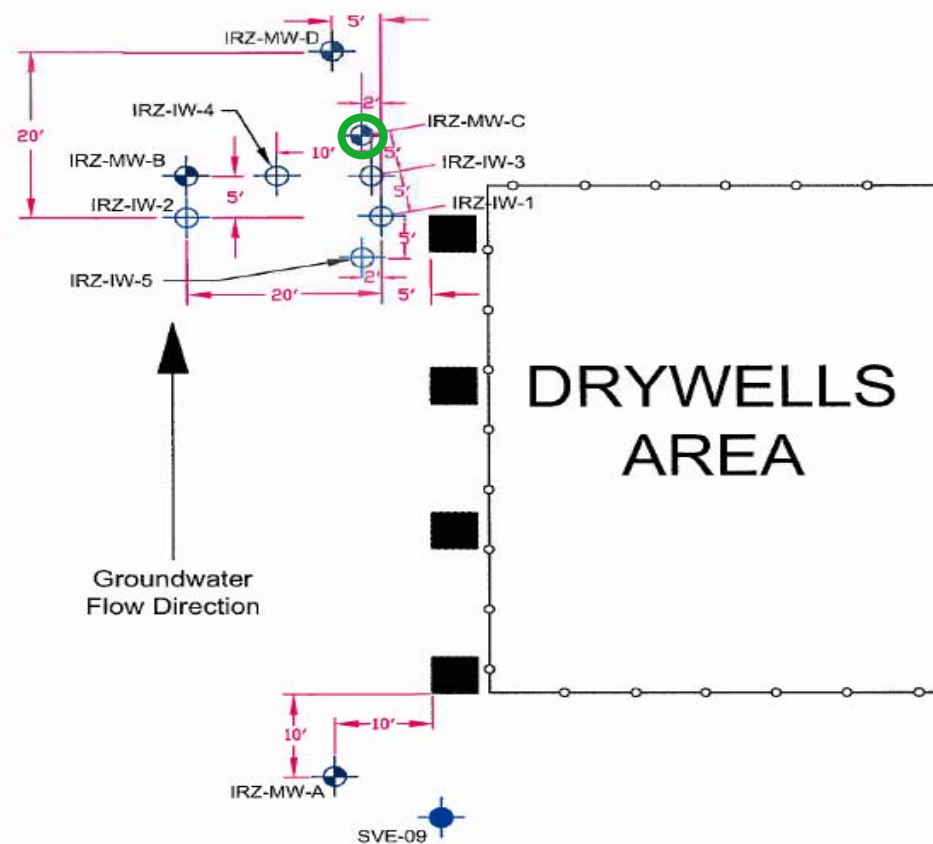 5'
IRZ-MW-D
IRZ-IW-4
2'
IRZ-MW-C
20'
10'
5'
IRZ-MW-B
IRZ-IW-3
5'
5'
IRZ-IW-2
IRZ-IW-1
5'
IRZ-IW-5
2'
20'
5'
DRYWELLS
AREA
Groundwater
Flow Direction
10'
10'
IRZ-MW-A
SVE-09